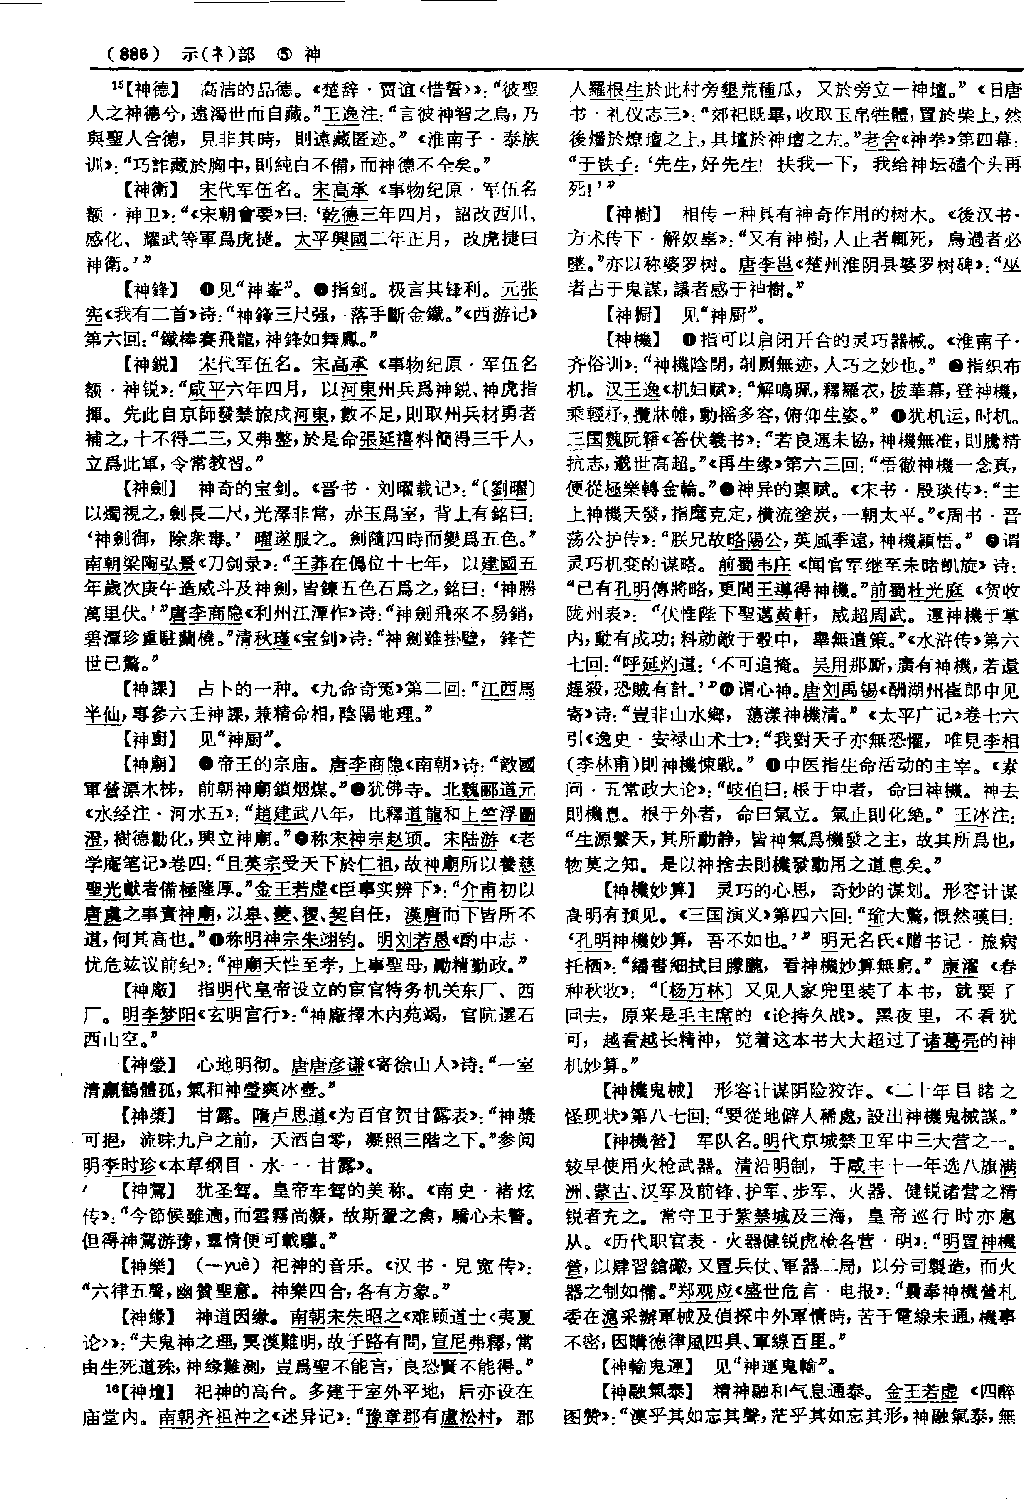 (886) 示(礻)部 ⑤ 神
15【神德】 高洁的品德。《楚辞·贾谊〈惜誓〉》：“彼聖
人之神德兮，遠濁世而自藏。”王逸注：“言彼神智之鳥，乃
與聖人合德，見非其時，則遠藏匿迹。”《淮南子·泰族
训》：“巧詐藏於胸中，則純白不備，而神德不全矣。”
【神衛】 宋代军伍名。宋高承《事物纪原·军伍名
额·神卫》：“《宋朝會要》曰：‘乾德三年四月，詔改西川、
感化、耀武等軍爲虎捷。太平興國二年正月，改虎捷曰
神衛。’”
【神鋒】 ❶见“神峯”。❷指剑。极言其锋利。元张
宪《我有二首》诗：“神鋒三尺强，落手斷金鐵。”《西游记》
第六回：“鐵棒賽飛龍，神鋒如舞鳳。”
【神鋭】 宋代军伍名。宋高承《事物纪原·军伍名
额·神锐》：“咸平六年四月，以河東州兵爲神鋭、神虎指
揮。先此自京師發禁旅戍河東，數不足，則取州兵材勇者
補之，十不得二三，又弗整，於是命張延禧料簡得三千人，
立爲此軍，令常教習。”
【神劍】 神奇的宝剑。《晋书·刘曜载记》：“〔劉曜〕
以燭視之，劍長二尺，光澤非常，赤玉爲室，背上有銘曰：
‘神劍御，除衆毒。’曜遂服之。劍隨四時而變爲五色。”
南朝梁陶弘景《刀剑录》：“王莽在僞位十七年，以建國五
年歲次庚午造威斗及神劍，皆鍊五色石爲之，銘曰：‘神勝
萬里伏。’”唐李商隐《利州江潭作》诗：“神劍飛來不易銷，
碧潭珍重駐蘭橈。”清秋瑾《宝剑》诗：“神劍雖掛壁，鋒芒
世已驚。”
【神課】 占卜的一种。《九命奇冤》第二回：“江西馬
半仙，專參六壬神課，兼精命相，陰陽地理。”
【神廚】 见“神厨”。
【神廟】 ❶帝王的宗庙。唐李商隐《南朝》诗：“敵國
軍營漂木柹，前朝神廟鎖烟煤。”❷犹佛寺。北魏郦道元
《水经注·河水五》：“趙建武八年，比釋道龍和上竺浮圖
澄，樹德勸化，興立神廟。”❸称宋神宗赵顼。宋陆游《老
学庵笔记》卷四：“且英宗受天下於仁祖，故神廟所以養慈
聖光獻者備極隆厚。”金王若虚《臣事实辨下》：“介甫初以
唐虞之事責神廟，以皋、夔、稷、契自任，漢唐而下皆所不
道，何其高也。”❹称明神宗朱翊钧。明刘若愚《酌中志·
忧危竑议前纪》：“神廟天性至孝，上事聖母，勵精勤政。”
【神廠】 指明代皇帝设立的宦官特务机关东厂、西
厂。明李梦阳《玄明宫行》：“神廠擇木内苑竭，官阬選石
西山空。”
【神瑩】 心地明彻。唐唐彦谦《寄徐山人》诗：“一室
清羸鶴體孤，氣和神瑩爽冰壺。”
【神漿】 甘露。隋卢思道《为百官贺甘露表》：“神漿
可挹，流味九户之前，天酒自零，凝照三階之下。”参阅
明李时珍《本草纲目·水一·甘露》。
【神駕】 犹圣驾。皇帝车驾的美称。《南史·褚炫
传》：“今節候雖適，而雲霧尚凝，故斯翬之禽，驕心未警。
但得神駕游豫，羣情便可載驩。”
【神樂】 （—yuè）祀神的音乐。《汉书·兒宽传》：
“六律五聲，幽贊聖意。神樂四合，各有方象。”
【神缘】 神道因缘。南朝宋朱昭之《难顾道士〈夷夏
论〉》：“夫鬼神之理，冥漠難明，故子路有問，宣尼弗釋，當
由生死道殊，神緣難測，豈爲聖不能言，良恐賢不能得。”
16【神壇】 祀神的高台。多建于室外平地，后亦设在
庙堂内。南朝齐祖冲之《述异记》：“豫章郡有盧松村，郡
人羅根生於此村旁墾荒種瓜，又於旁立一神壇。”《旧唐
书·礼仪志三》：“郊祀既畢，收取玉帛牲體，置於柴上，然
後燔於燎壇之上，其壇於神壇之左。”老舍《神拳》第四幕：
“于铁子：‘先生，好先生！扶我一下，我给神坛磕个头再
死！’”
【神樹】 相传一种具有神奇作用的树木。《後汉书·
方术传下·解奴辜》：“又有神樹，人止者輒死，鳥過者必
墜。”亦以称婆罗树。唐李邕《楚州淮阴县婆罗树碑》：“巫
者占于鬼謀，議者感于神樹。”
【神櫥】 见“神厨”。
【神機】 ❶指可以启闭开合的灵巧器械。《淮南子·
齐俗训》：“神機陰閉，剞劂無迹，人巧之妙也。”❷指织布
机。汉王逸《机妇赋》：“解鳴珮，釋羅衣，披華幕，登神機，
乘輕杼，攬牀帷，動摇多容，俯仰生姿。”❸犹机运，时机。
三国魏阮籍《答伏羲书》：“若良運未協，神機無准，則騰精
抗志，邈世高超。”《再生缘》第六三回：“悟徹神機一念真，
便從極樂轉金輪。”❹神异的禀赋。《宋书·殷琰传》：“主
上神機天發，指麾克定，横流塗炭，一朝太平。”《周书·晋
荡公护传》：“朕兄故略陽公，英風季遠，神機穎悟。”❺谓
灵巧机变的谋略。前蜀韦庄《闻官军继至未睹凯旋》诗：
“已有孔明傳將略，更聞王導得神機。”前蜀杜光庭《贺收
陇州表》：“伏惟陛下聖邁黄軒，威超周武。運神機于掌
内，動有成功；料勍敵于彀中，舉無遺策。”《水浒传》第六
七回：“呼延灼道：‘不可追掩。吴用那厮，廣有神機，若還
趕殺，恐賊有計。’”❻谓心神。唐刘禹锡《酬湖州崔郎中见
寄》诗：“豈非山水鄉，蕩漾神機清。”《太平广记》卷七六
引《逸史·安禄山术士》：“我對天子亦無恐懼，唯見李相
（李林甫）則神機悚戰。”❼中医指生命活动的主宰。《素
问·五常政大论》：“岐伯曰：根于中者，命曰神機。神去
則機息。根于外者，命曰氣立。氣止則化絶。”王冰注：
“生源繫天，其所動静，皆神氣爲機發之主，故其所爲也，
物莫之知。是以神捨去則機發動用之道息矣。”
【神機妙算】 灵巧的心思，奇妙的谋划。形容计谋
高明有预见。《三国演义》第四六回：“瑜大驚，慨然嘆曰：
‘孔明神機妙算，吾不如也。’”明无名氏《赠书记·旅病
托栖》：“繙書細拭目朦朧，看神機妙算無窮。”康濯《春
种秋收》：“〔杨万林〕又见人家兜里装了本书，就要了
回去，原来是毛主席的《论持久战》。黑夜里，不看犹
可，越看越长精神，觉着这本书大大超过了诸葛亮的神
机妙算。”
【神機鬼械】 形容计谋阴险狡诈。《二十年目睹之
怪现状》第八七回：“要從地僻人稀處，設出神機鬼械謀。”
【神機營】 军队名。明代京城禁卫军中三大营之一。
较早使用火枪武器。清沿明制，于咸丰十一年选八旗满
洲、蒙古、汉军及前锋、护军、步军、火器、健锐诸营之精
锐者充之。常守卫于紫禁城及三海，皇帝巡行时亦扈
从。《历代职官表·火器健锐虎枪各营·明》：“明置神機
營，以肄習鎗礮，又置兵仗、軍器二局，以分司製造，而火
器之制如備。”郑观应《盛世危言·电报》：“曩奉神機營札
委在滬采辦軍械及偵探中外軍情時，苦于電線未通，機事
不密，因購德律風四具、軍線百里。”
【神輸鬼運】 见“神運鬼輸”。
【神融氣泰】 精神融和气息通泰。金王若虚《四醉
图赞》：“漠乎其如忘其聲，茫乎其如忘其形，神融氣泰，無